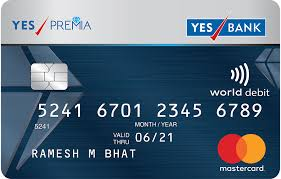 YES PREMIA YES BANK
world debit
5241 6701 2345 6789
5241 MONTH / YEAR
VALID THRU 06/21
RAMESH M BHAT
mastercard